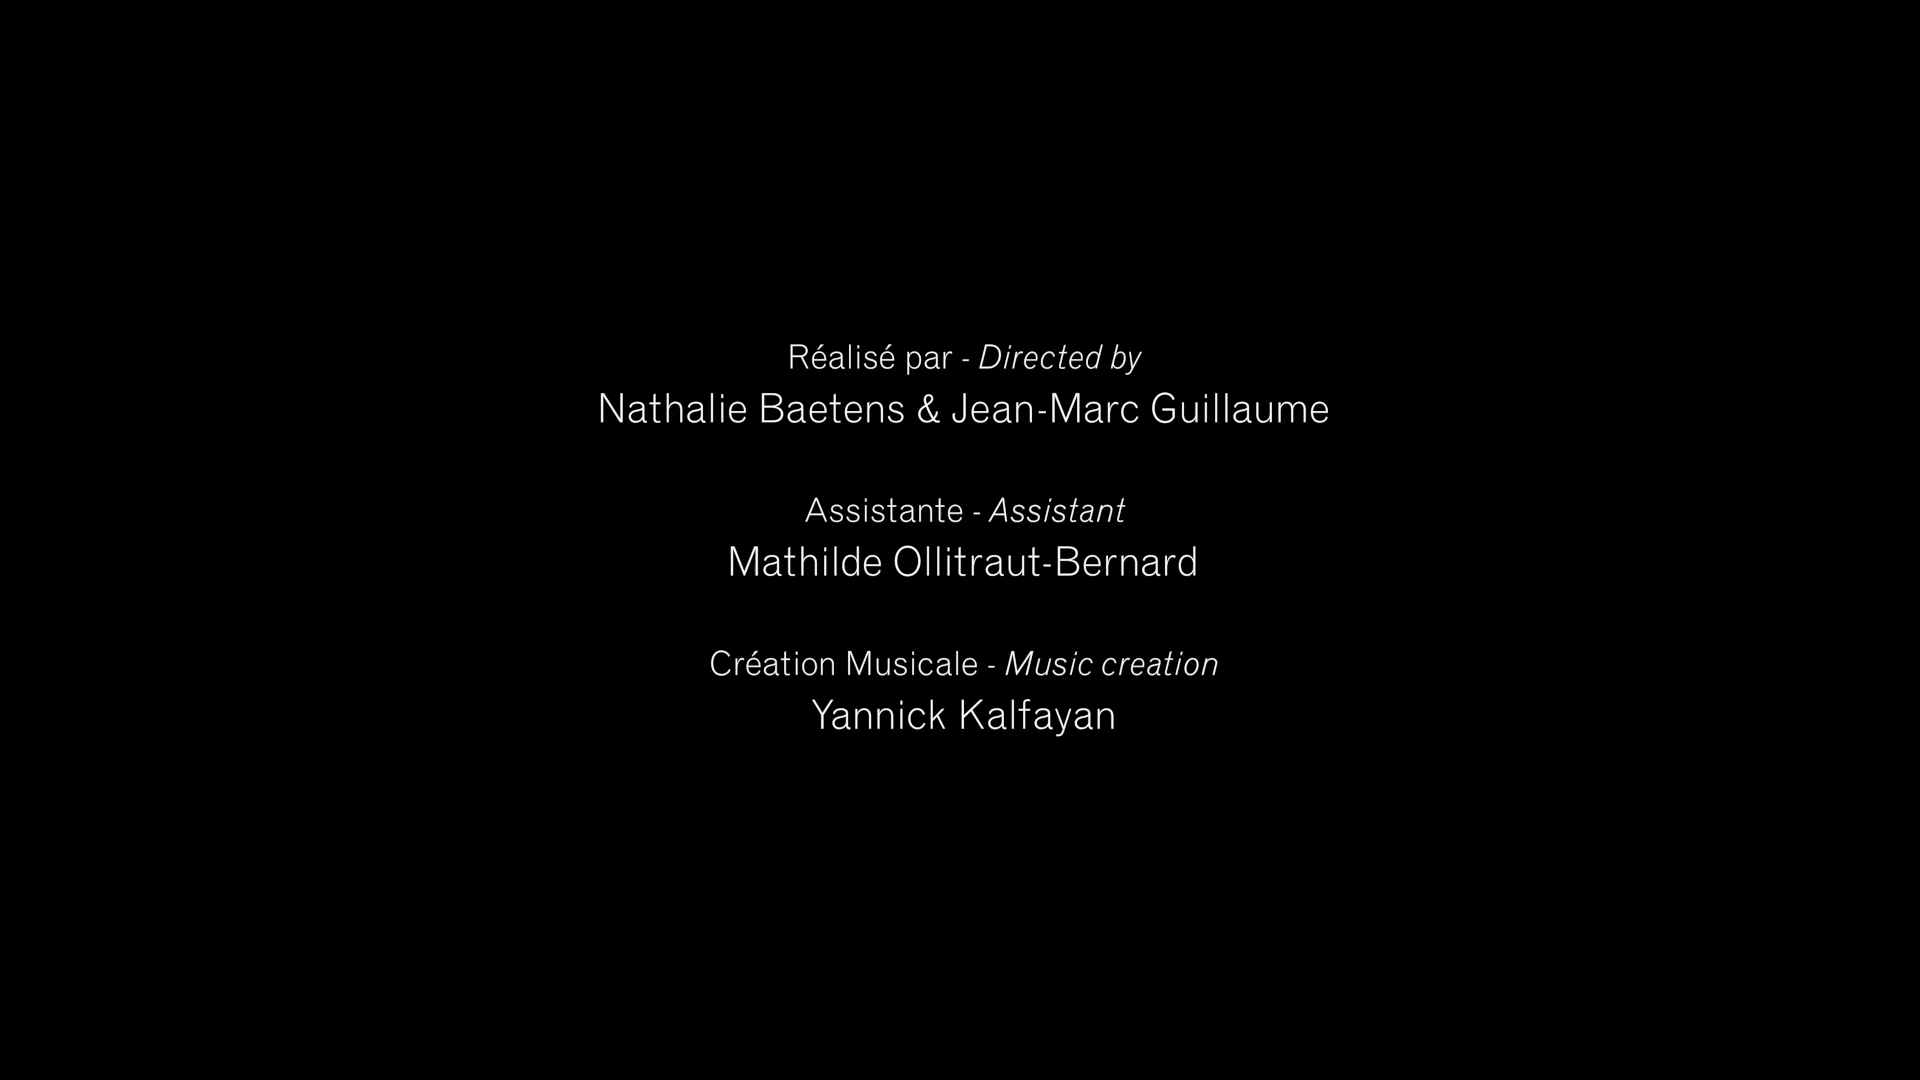 Réalisé par - Directed by
Nathalie Baetens & Jean-Marc Guillaume
Assistante - Assistant
Mathilde Ollitraut-Bernard
Création Musicale - Music creation
Yannick Kalfayan